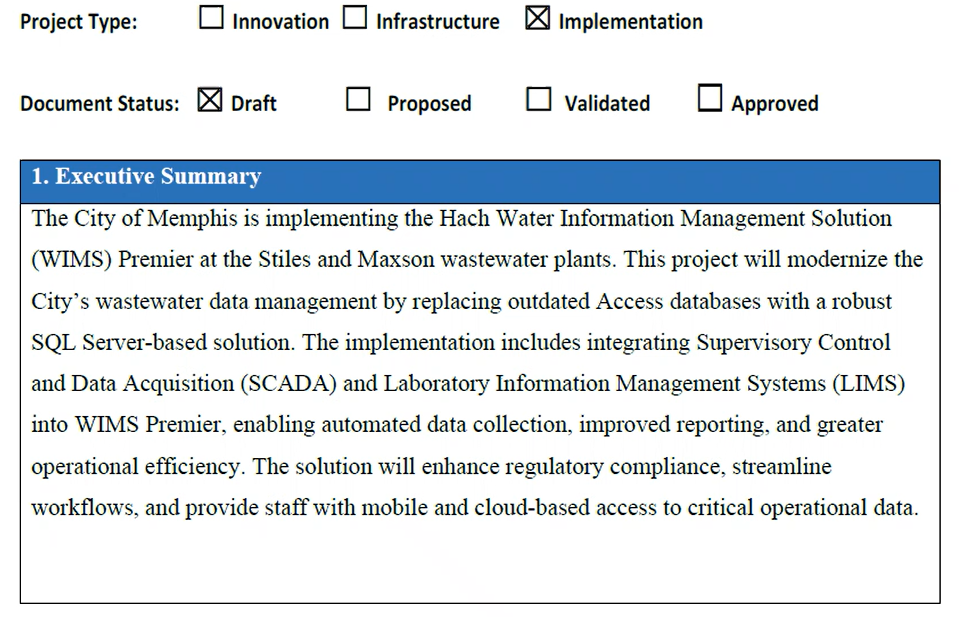 Project Type: ☐ Innovation ☐ Infrastructure ☒ Implementation
Document Status: ☒ Draft ☐ Proposed ☐ Validated ☐ Approved
1. Executive Summary
The City of Memphis is implementing the Hach Water Information Management Solution
(WIMS) Premier at the Stiles and Maxson wastewater plants. This project will modernize the
City’s wastewater data management by replacing outdated Access databases with a robust
SQL Server-based solution. The implementation includes integrating Supervisory Control
and Data Acquisition (SCADA) and Laboratory Information Management Systems (LIMS)
into WIMS Premier, enabling automated data collection, improved reporting, and greater
operational efficiency. The solution will enhance regulatory compliance, streamline
workflows, and provide staff with mobile and cloud-based access to critical operational data.